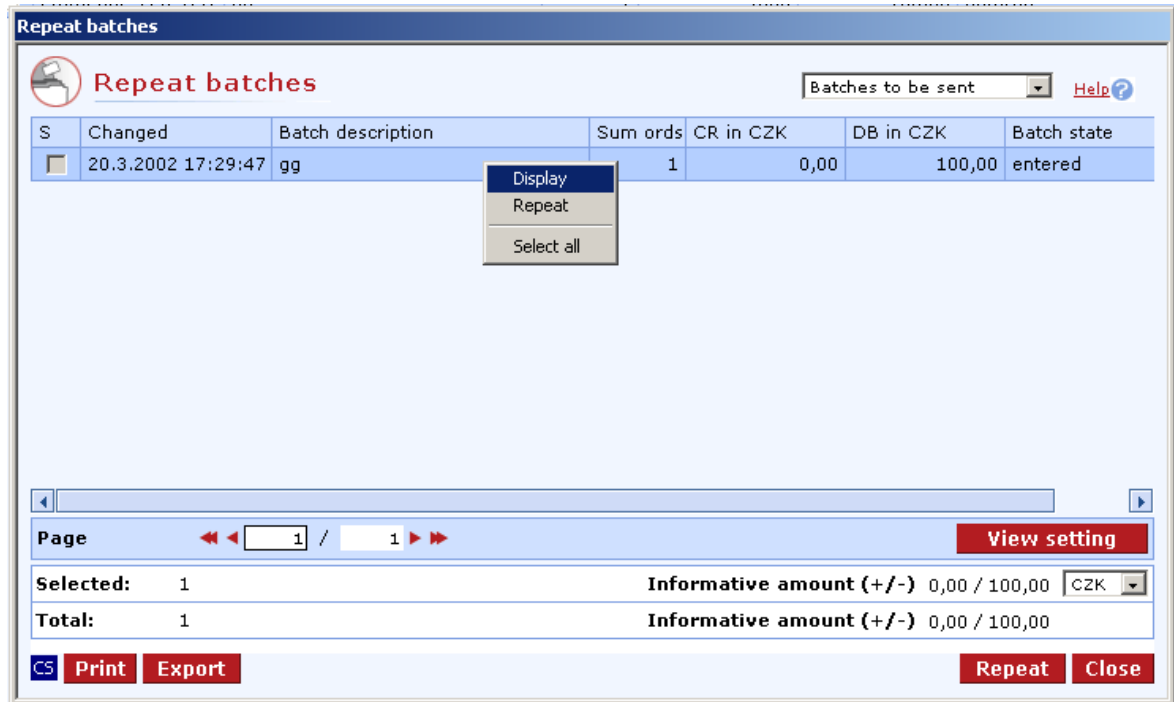 Repeat batches
Repeat batches
Batches to be sent
Help
S Changed Batch description Sum ords CR in CZK DB in CZK Batch state
20.3.2002 17:29:47 gg 1 0,00 100,00 entered
Display
Repeat
Select all
Page 1 / 1 View setting
Selected: 1 Informative amount (+/-) 0,00 / 100,00 CZK
Total: 1 Informative amount (+/-) 0,00 / 100,00
CS Print Export Repeat Close